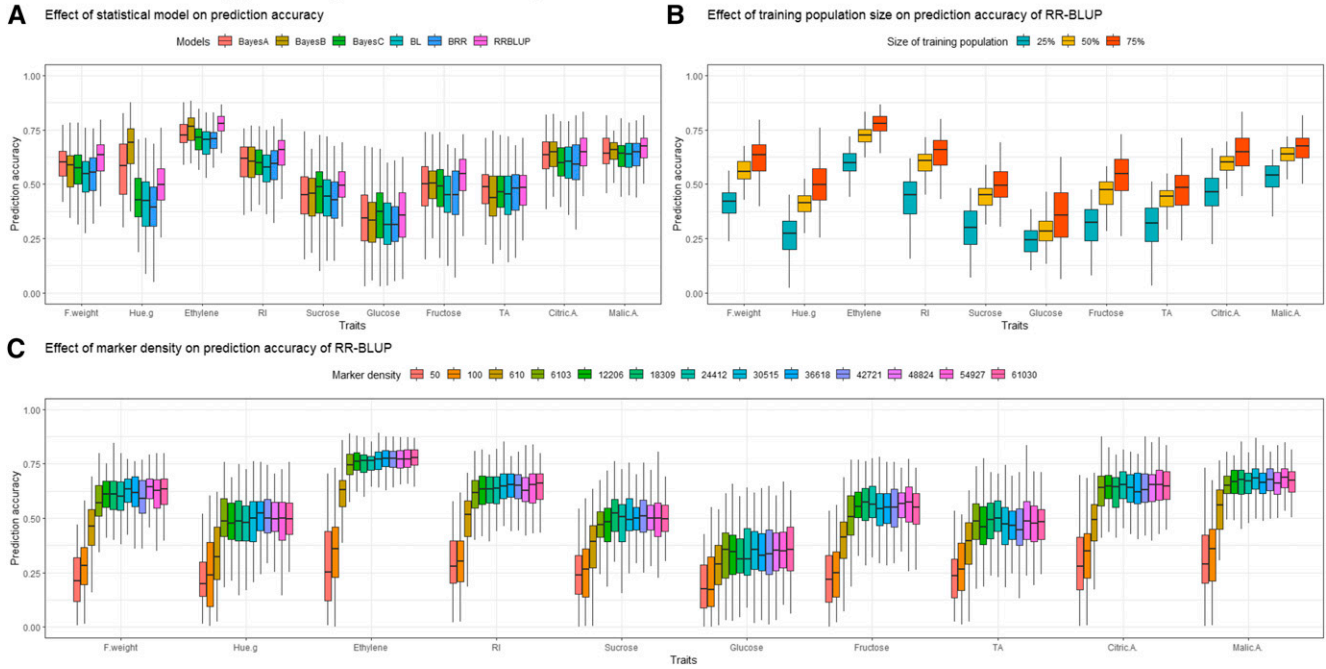 A
Effect of statistical model on prediction accuracy
Models BayesA BayesB BayesC BL BRR RRBLUP
Prediction accuracy
1.00
0.75
0.50
0.25
0.00
F.weight Hue.g Ethylene RI Sucrose Glucose Fructose TA Citric.A. Malic.A.
Traits
B
Effect of training population size on prediction accuracy of RR-BLUP
Size of training population 25% 50% 75%
Prediction accuracy
1.00
0.75
0.50
0.25
0.00
F.weight Hue.g Ethylene RI Sucrose Glucose Fructose TA Citric.A. Malic.A.
Traits
C
Effect of marker density on prediction accuracy of RR-BLUP
Marker density 50 100 610 6103 12206 18309 24412 30515 36618 42721 48824 54927 61030
Prediction accuracy
1.00
0.75
0.50
0.25
0.00
F.weight Hue.g Ethylene RI Sucrose Glucose Fructose TA Citric.A. Malic.A.
Traits